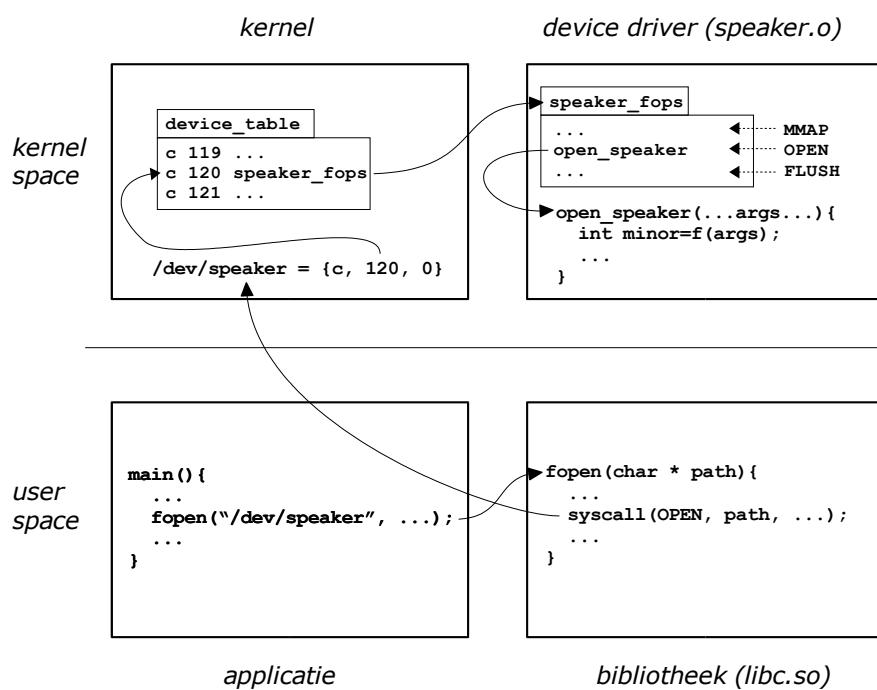 kernel
device driver (speaker.o)
kernel
space
device_table
c 119 ...
c 120 speaker_fops
c 121 ...
/dev/speaker = {c, 120, 0}
speaker_fops
...
open_speaker
...
MMAP
OPEN
FLUSH
open_speaker(...args...){
int minor=f(args);
...
}
user
space
main(){
...
fopen(“/dev/speaker”, ...);
...
}
fopen(char * path){
...
syscall(OPEN, path, ...);
...
}
applicatie
bibliotheek (libc.so)